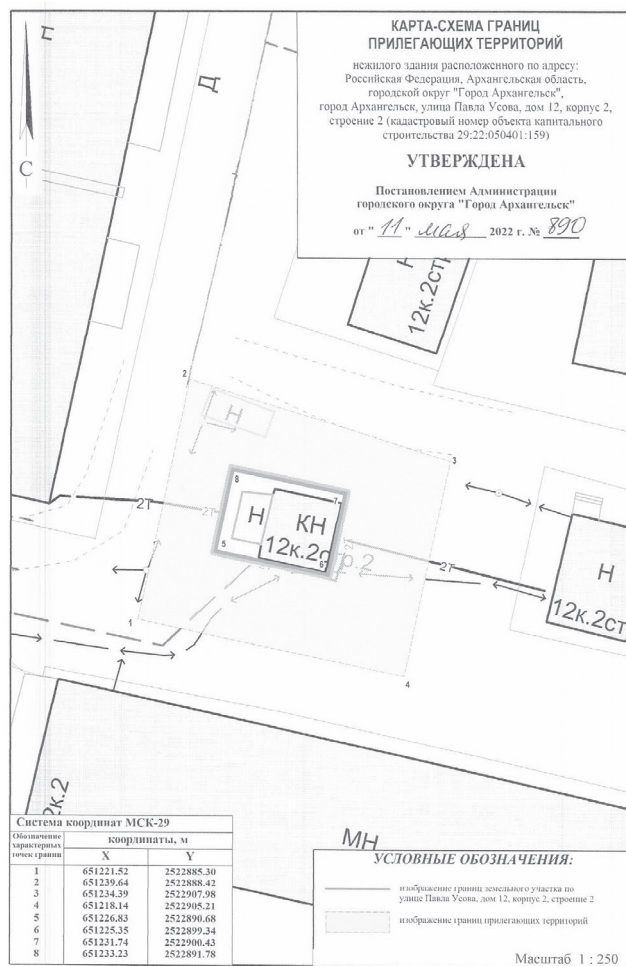 КАРТА-СХЕМА ГРАНИЦ
ПРИЛЕГАЮЩИХ ТЕРРИТОРИЙ
нежилого здания расположенного по адресу:
Российская Федерация, Архангельская область,
городской округ "Город Архангельск",
город Архангельск, улица Павла Усова, дом 12, корпус 2,
строение 2 (кадастровый номер объекта капитального
строительства 29:22:050401:159)
УТВЕРЖДЕНА
Постановлением Администрации
городского округа "Город Архангельск"
от " 11 " мая 2022 г. № 890
С
Д
Н
12к.2стр
2
Н
3
8
7
2Т
2Т
Н
КН
12к.2стр.2
5
6
2Т
Н
12к.2ст
1
4
2к.2
МН
Система координат МСК-29
Обозначение характерных точек границ координаты, м
X Y
1 651221.52 2522885.30
2 651239.64 2522888.42
3 651234.39 2522907.98
4 651218.14 2522905.21
5 651226.83 2522890.68
6 651225.35 2522899.34
7 651231.74 2522900.43
8 651233.23 2522891.78
УСЛОВНЫЕ ОБОЗНАЧЕНИЯ:
изображение границ земельного участка по
улице Павла Усова, дом 12, корпус 2, строение 2
изображение границ прилегающих территорий
Масштаб 1 : 250